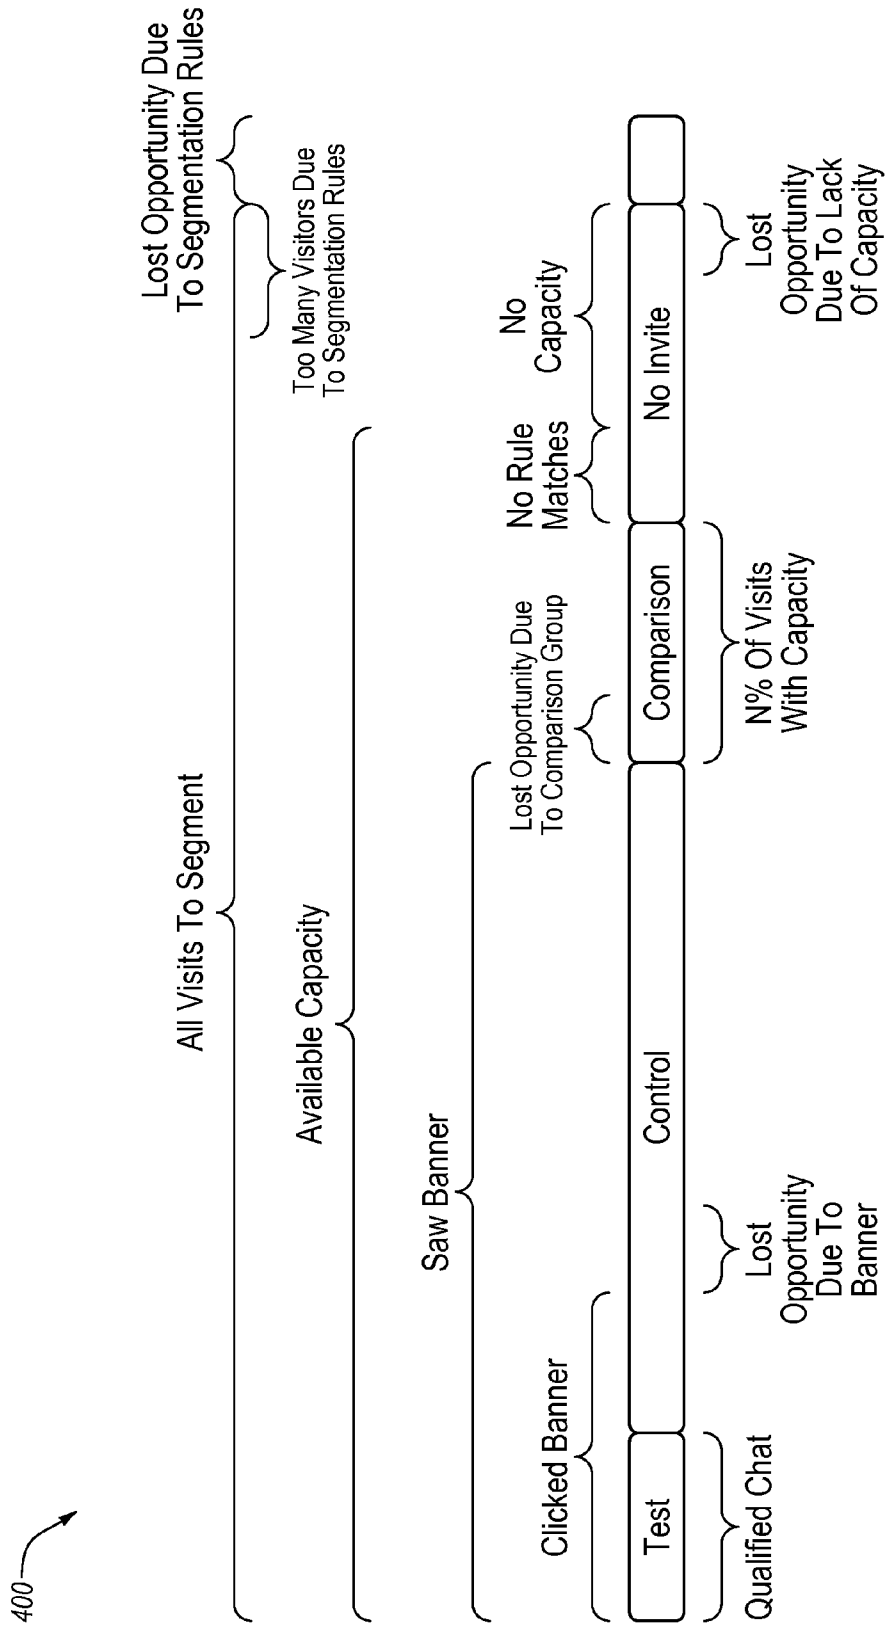 400
All Visits To Segment
Lost Opportunity Due
To Segmentation Rules
Available Capacity
Too Many Visitors Due
To Segmentation Rules
Saw Banner
Clicked Banner
Lost Opportunity Due
To Comparison Group
No Rule
Matches
No
Capacity
Test
Control
Comparison
No Invite
Qualified Chat
Lost
Opportunity
Due To
Banner
N% Of Visits
With Capacity
Lost
Opportunity
Due To Lack
Of Capacity